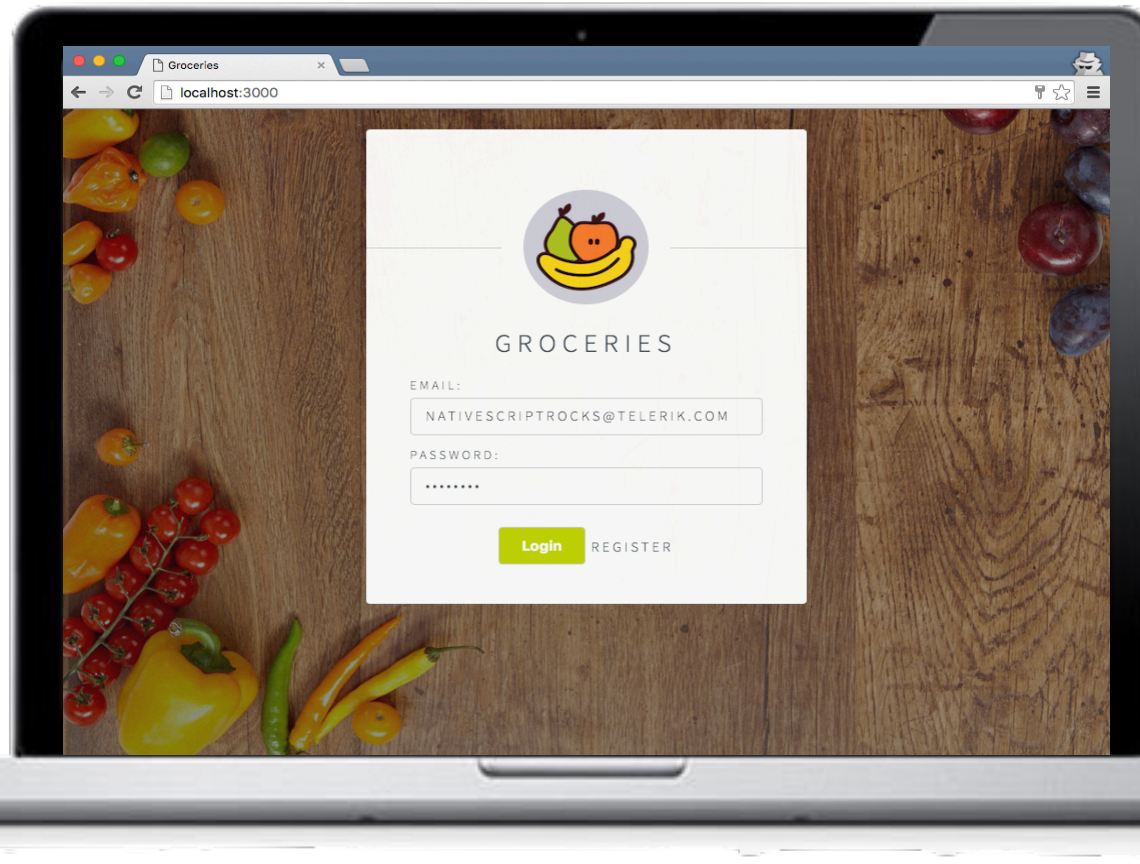 Groceries
localhost:3000
GROCERIES
EMAIL:
NATIVESCRIPTROCKS@TELERIK.COM
PASSWORD:
••••••••
Login REGISTER